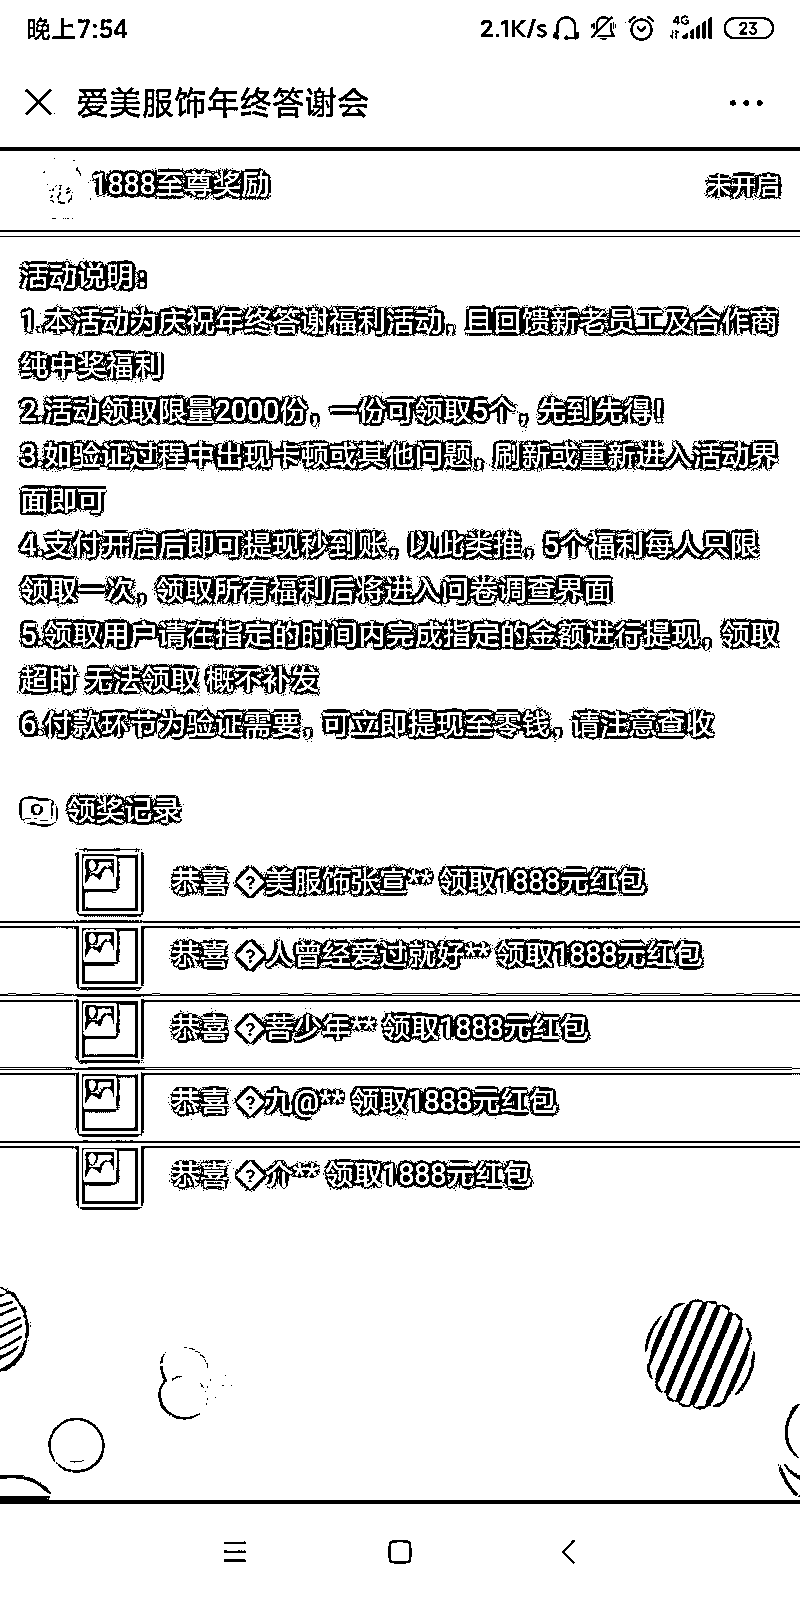 晚上7:54
2.1K/s
4G
23
爱美服饰年终答谢会
1888至尊奖励
未开启
活动说明:
1.本活动为庆祝年终答谢福利活动，且回馈新老员工及合作商
纯中奖福利
2.活动领取限量2000份，一份可领取5个，先到先得！
3.如验证过程中出现卡顿或其他问题，刷新或重新进入活动界
面即可
4.支付开启后即可提现秒到账，以此类推，5个福利每人只限
领取一次，领取所有福利后将进入问卷调查界面
5.领取用户请在指定的时间内完成指定的金额进行提现，领取
超时 无法领取 概不补发
6.付款环节为验证需要，可立即提现至零钱，请注意查收
领奖记录
恭喜 �美服饰张宣** 领取1888元红包
恭喜 �人曾经爱过就好** 领取1888元红包
恭喜 �菩少年** 领取1888元红包
恭喜 �九@** 领取1888元红包
恭喜 �介** 领取1888元红包